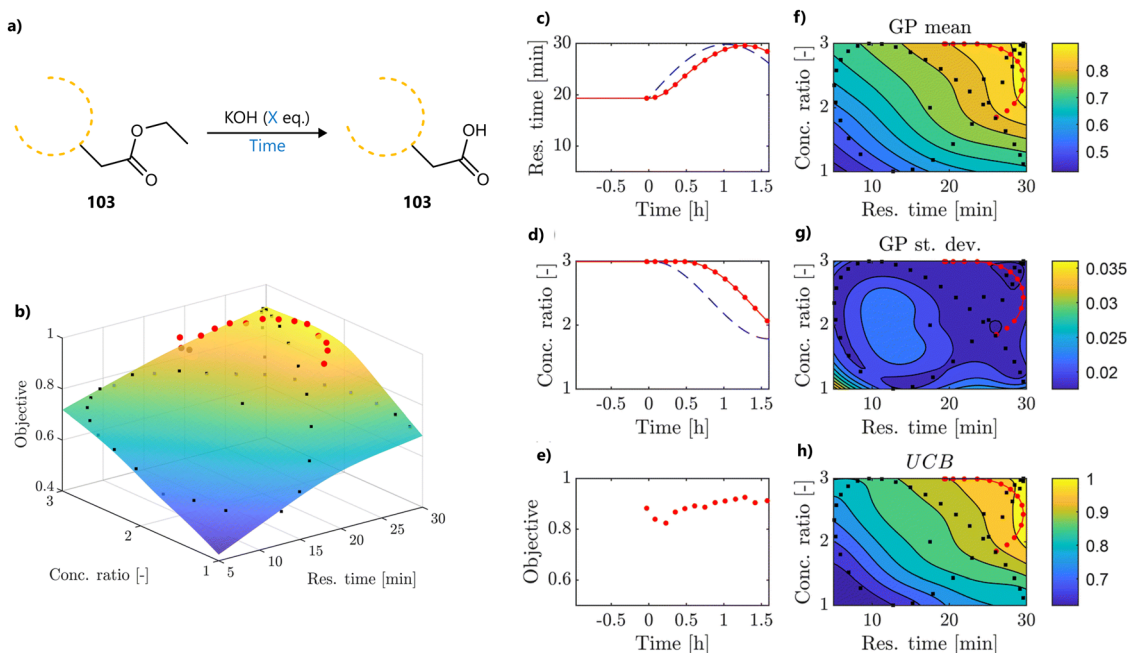 a)
O
O
KOH (X eq.)
Time
OH
O
103
103
b)
Objective
1
0.8
0.6
0.4
3
2
1
Conc. ratio [-]
5
10
15
20
25
30
Res. time [min]
c)
Res. time [min]
30
20
10
-0.5 0 0.5 1 1.5
Time [h]
d)
Conc. ratio [-]
3
2
1
-0.5 0 0.5 1 1.5
Time [h]
e)
Objective
1
0.8
0.6
-0.5 0 0.5 1 1.5
Time [h]
f)
GP mean
Conc. ratio [-]
3
2
1
10 20 30
Res. time [min]
0.8
0.7
0.6
0.5
g)
GP st. dev.
Conc. ratio [-]
3
2
1
10 20 30
Res. time [min]
0.035
0.03
0.025
0.02
h)
UCB
Conc. ratio [-]
3
2
1
10 20 30
Res. time [min]
1
0.9
0.8
0.7